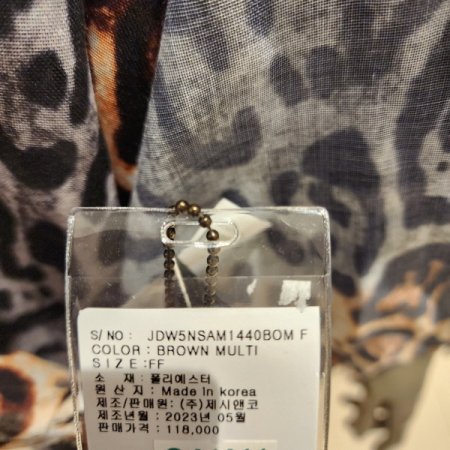 S/NO: JDW5NSAM1440BOM F
COLOR : BROWN MULTI
SIZE :FF
소 재 : 폴리예스터
원 산 지 : Made In korea
제조/판매원: (주)제시앤코
제조년월 : 2023년 05월
판매가격 : 118,000